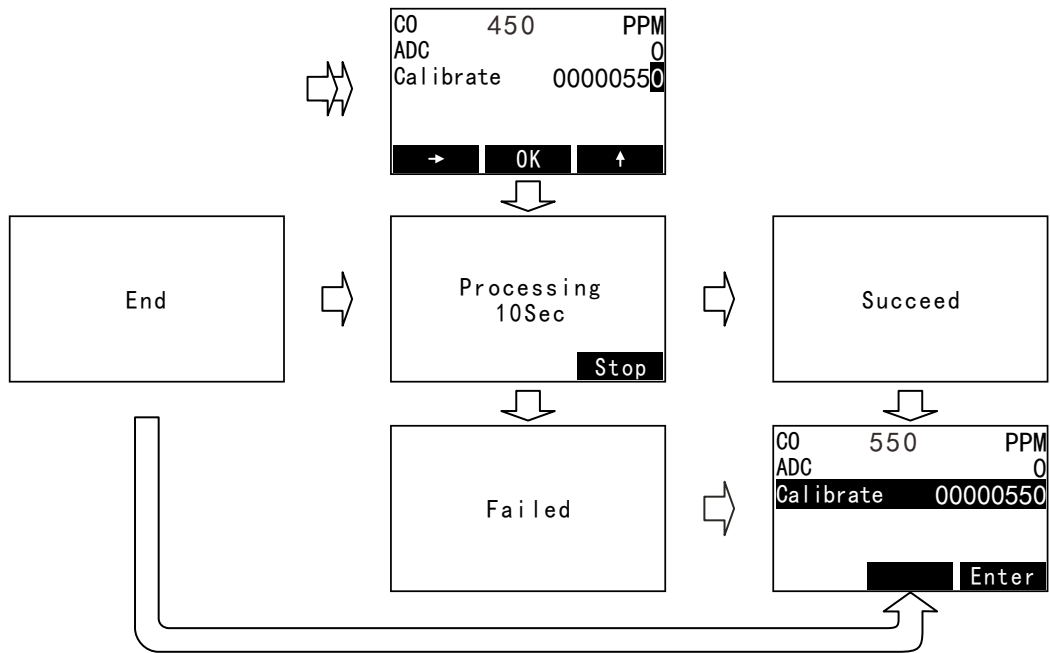 CO 450 PPM
ADC 0
Calibrate 00000550
→ OK ↑
End
Processing
10Sec
Stop
Succeed
Failed
CO 550 PPM
ADC 0
Calibrate 00000550
Enter